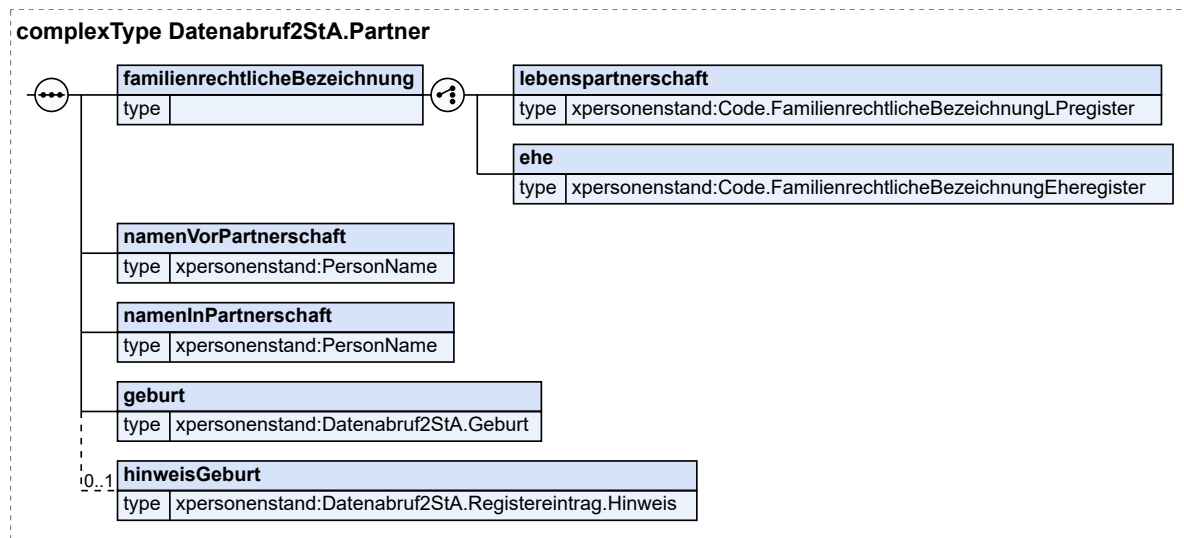 complexType Datenabruf2StA.Partner
familienrechtlicheBezeichnung
type
lebenspartnerschaft
type xpersonenstand:Code.FamilienrechtlicheBezeichnungLPregister
ehe
type xpersonenstand:Code.FamilienrechtlicheBezeichnungEheregister
namenVorPartnerschaft
type xpersonenstand:PersonName
namenInPartnerschaft
type xpersonenstand:PersonName
geburt
type xpersonenstand:Datenabruf2StA.Geburt
0..1
hinweisGeburt
type xpersonenstand:Datenabruf2StA.Registereintrag.Hinweis